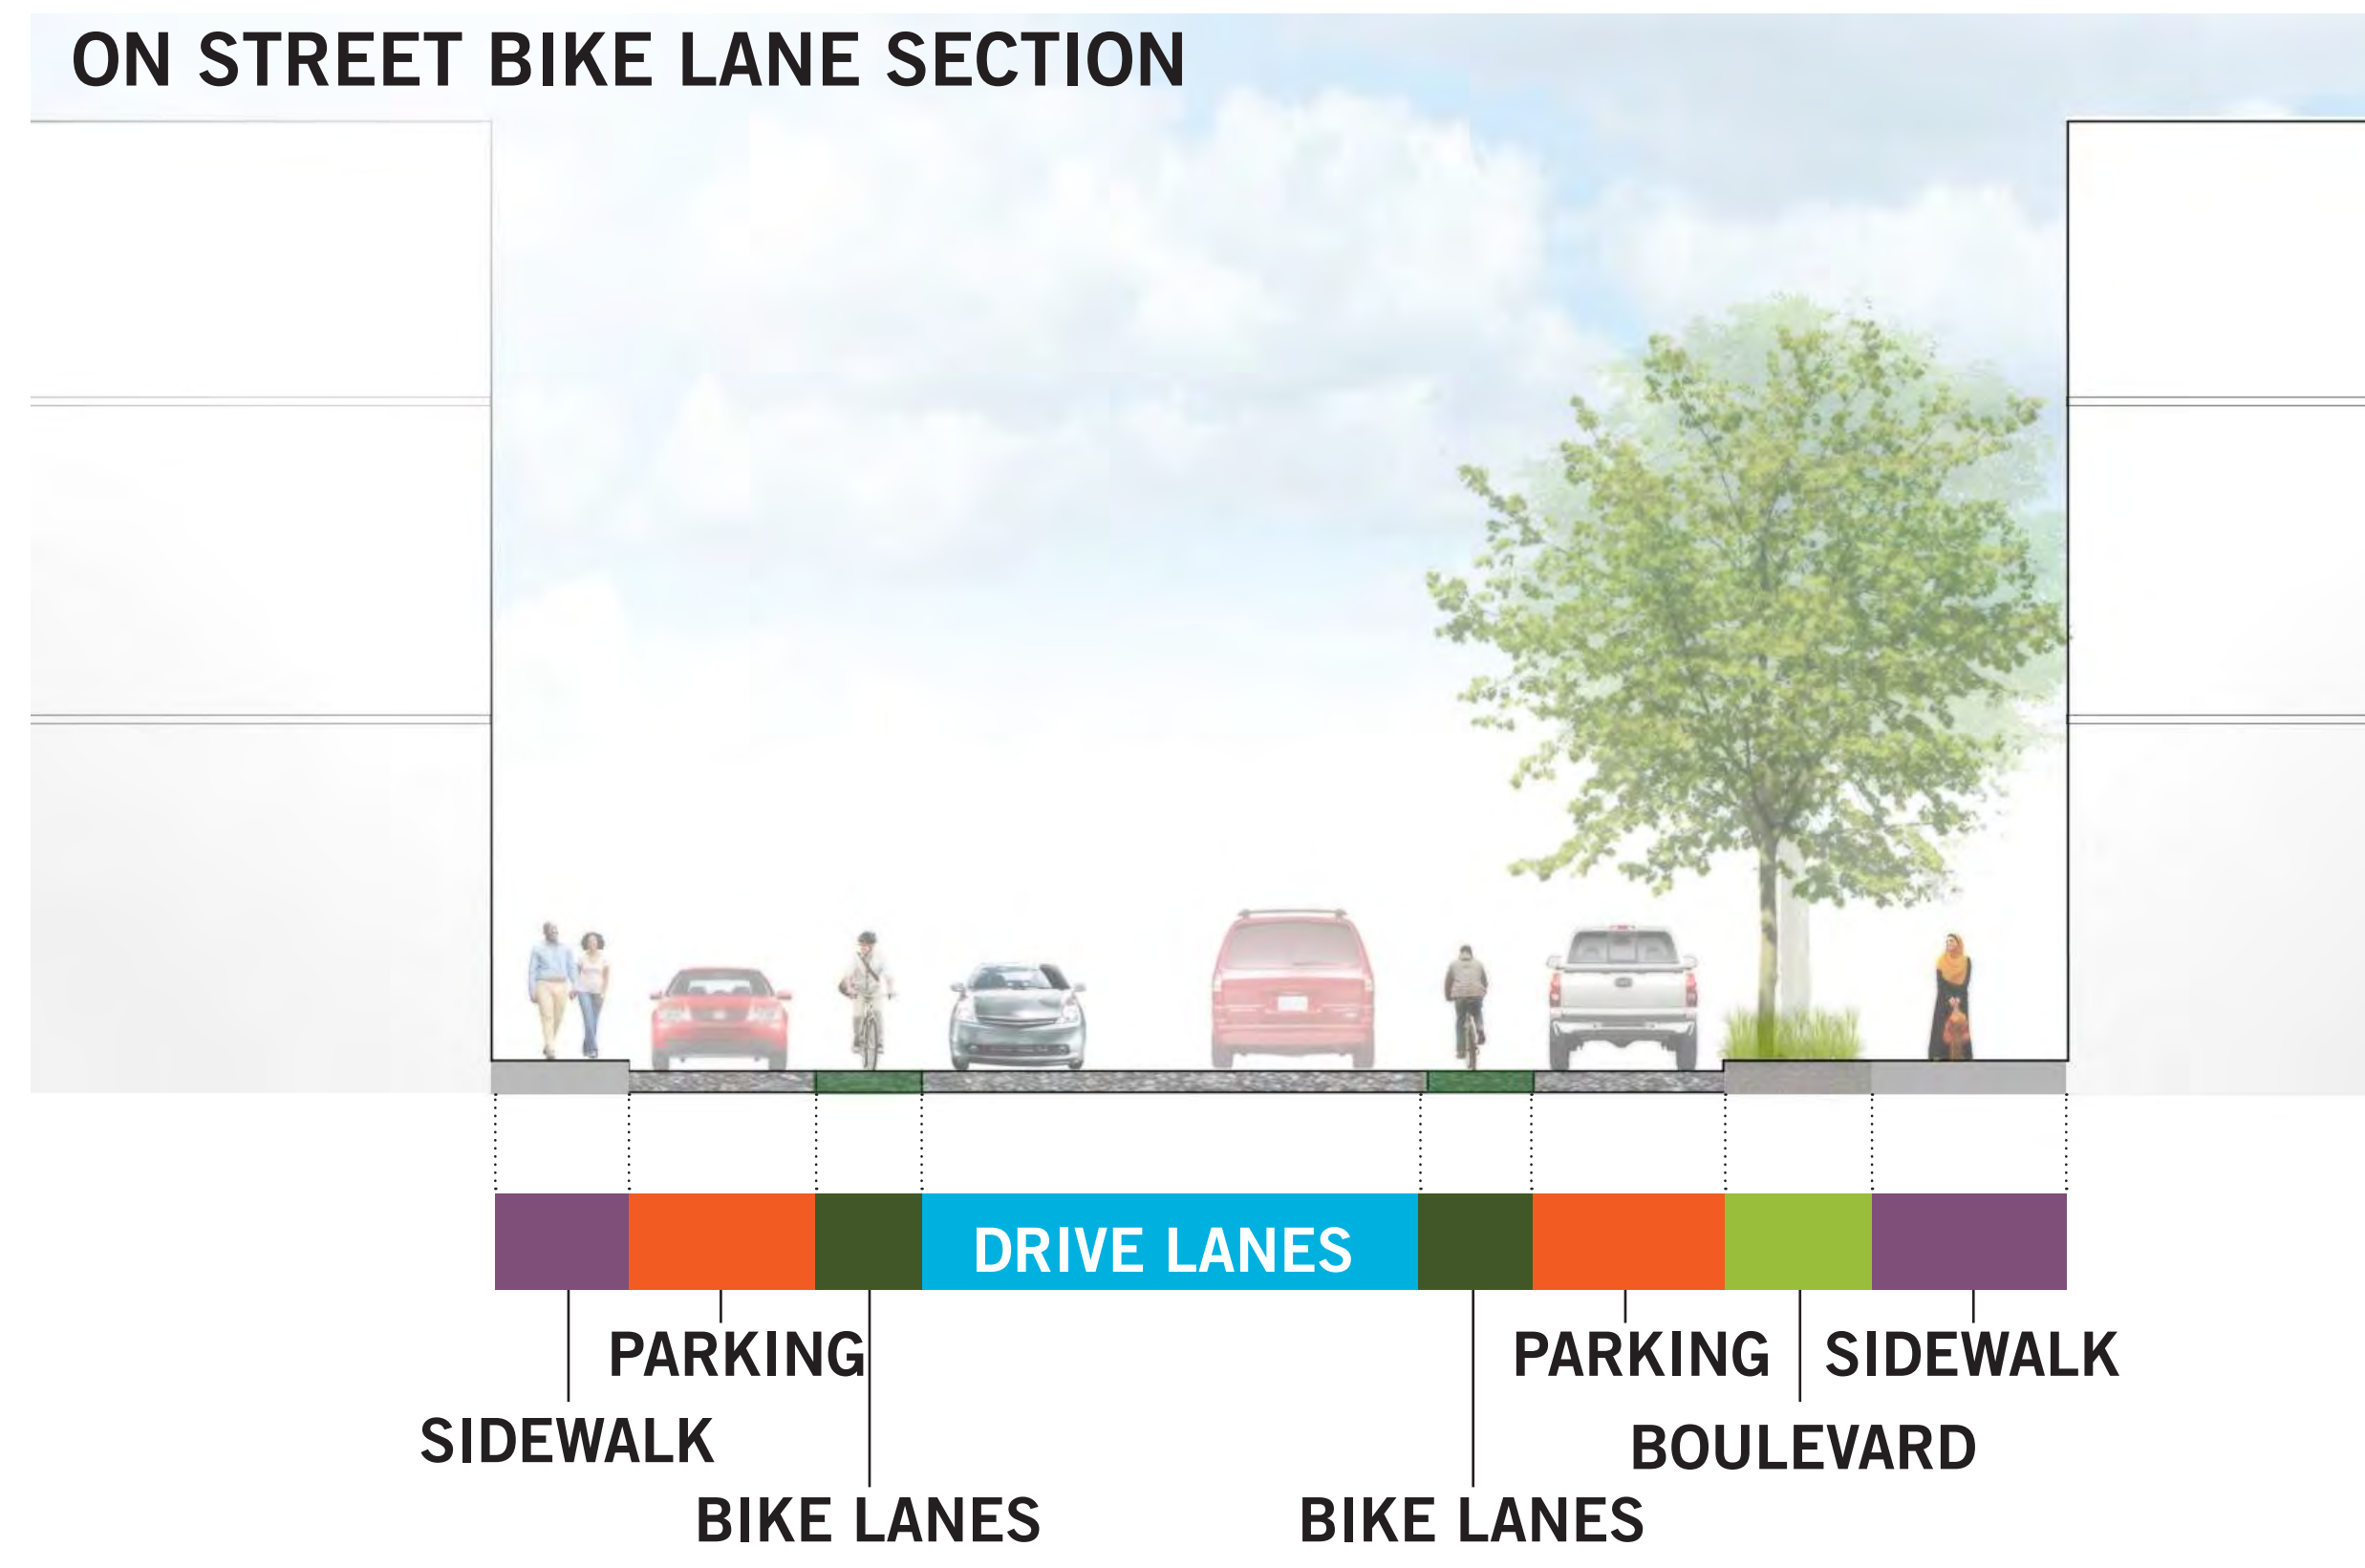 ON STREET BIKE LANE SECTION
DRIVE LANES
PARKING
PARKING
SIDEWALK
SIDEWALK
BOULEVARD
BIKE LANES
BIKE LANES